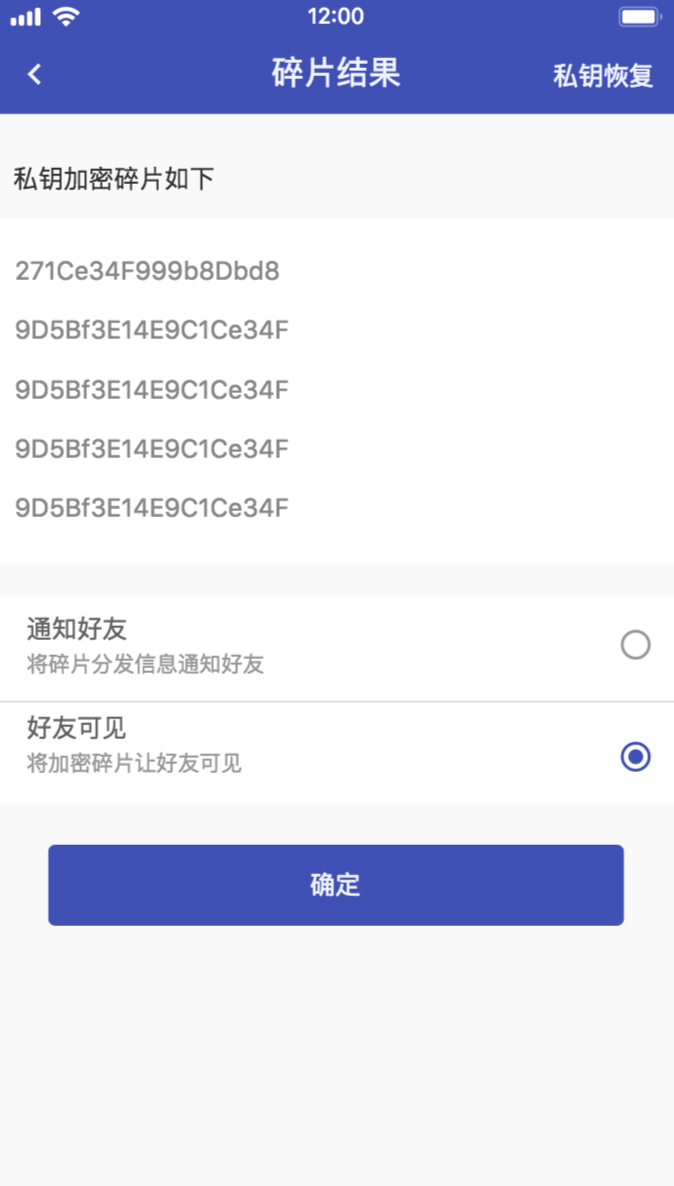 12:00
碎片结果
私钥恢复
私钥加密碎片如下
271Ce34F999b8Dbd8
9D5Bf3E14E9C1Ce34F
9D5Bf3E14E9C1Ce34F
9D5Bf3E14E9C1Ce34F
9D5Bf3E14E9C1Ce34F
通知好友
将碎片分发信息通知好友
好友可见
将加密碎片让好友可见
确定